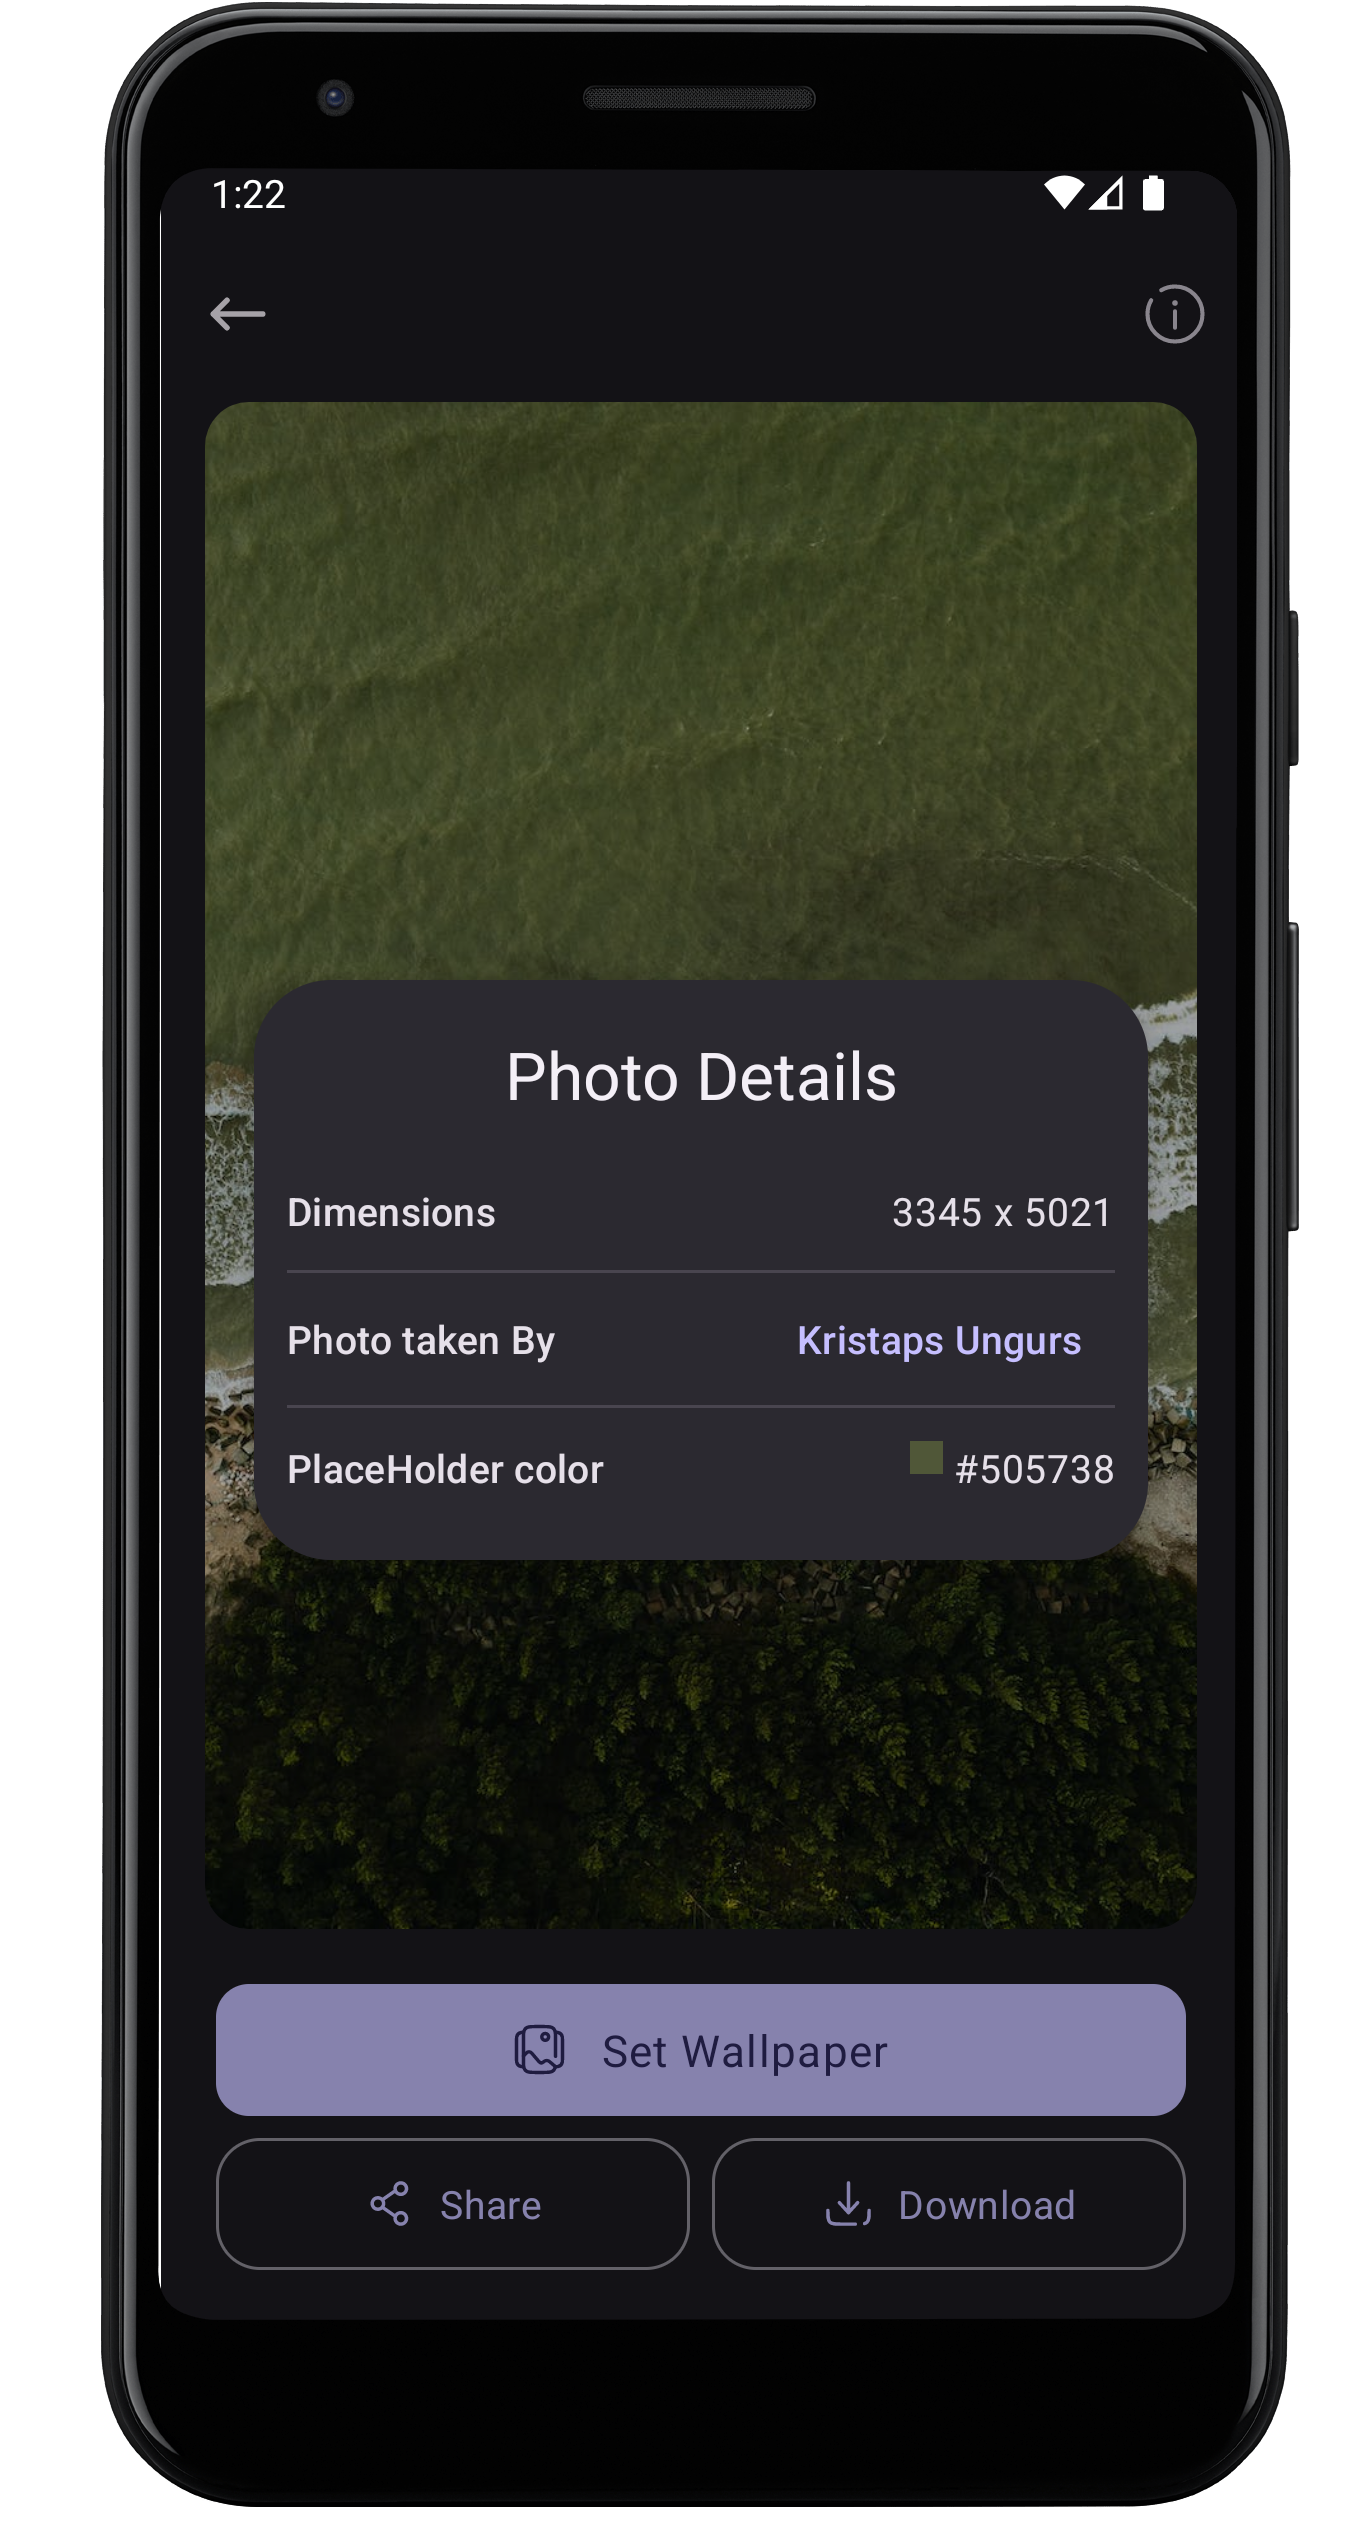 1:22
Photo Details
Dimensions 3345 x 5021
Photo taken By Kristaps Ungurs
PlaceHolder color #505738
Set Wallpaper
Share Download